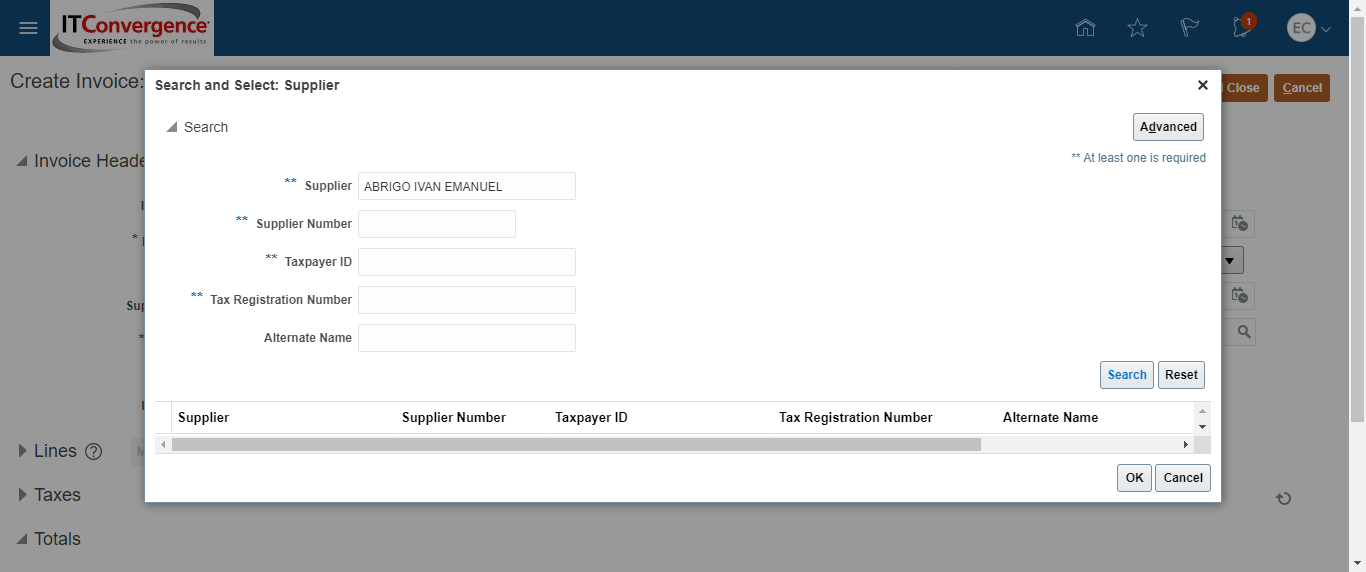 ITConvergence
EXPERIENCE the power of results
1
EC
Create Invoice:
Close
Cancel
Search and Select: Supplier
Search
Advanced
** At least one is required
Invoice Heade
** Supplier ABRIGO IVAN EMANUEL
** Supplier Number
** Taxpayer ID
** Tax Registration Number
Alternate Name
Search Reset
Supplier Supplier Number Taxpayer ID Tax Registration Number Alternate Name
Lines ?
OK Cancel
Taxes
Totals